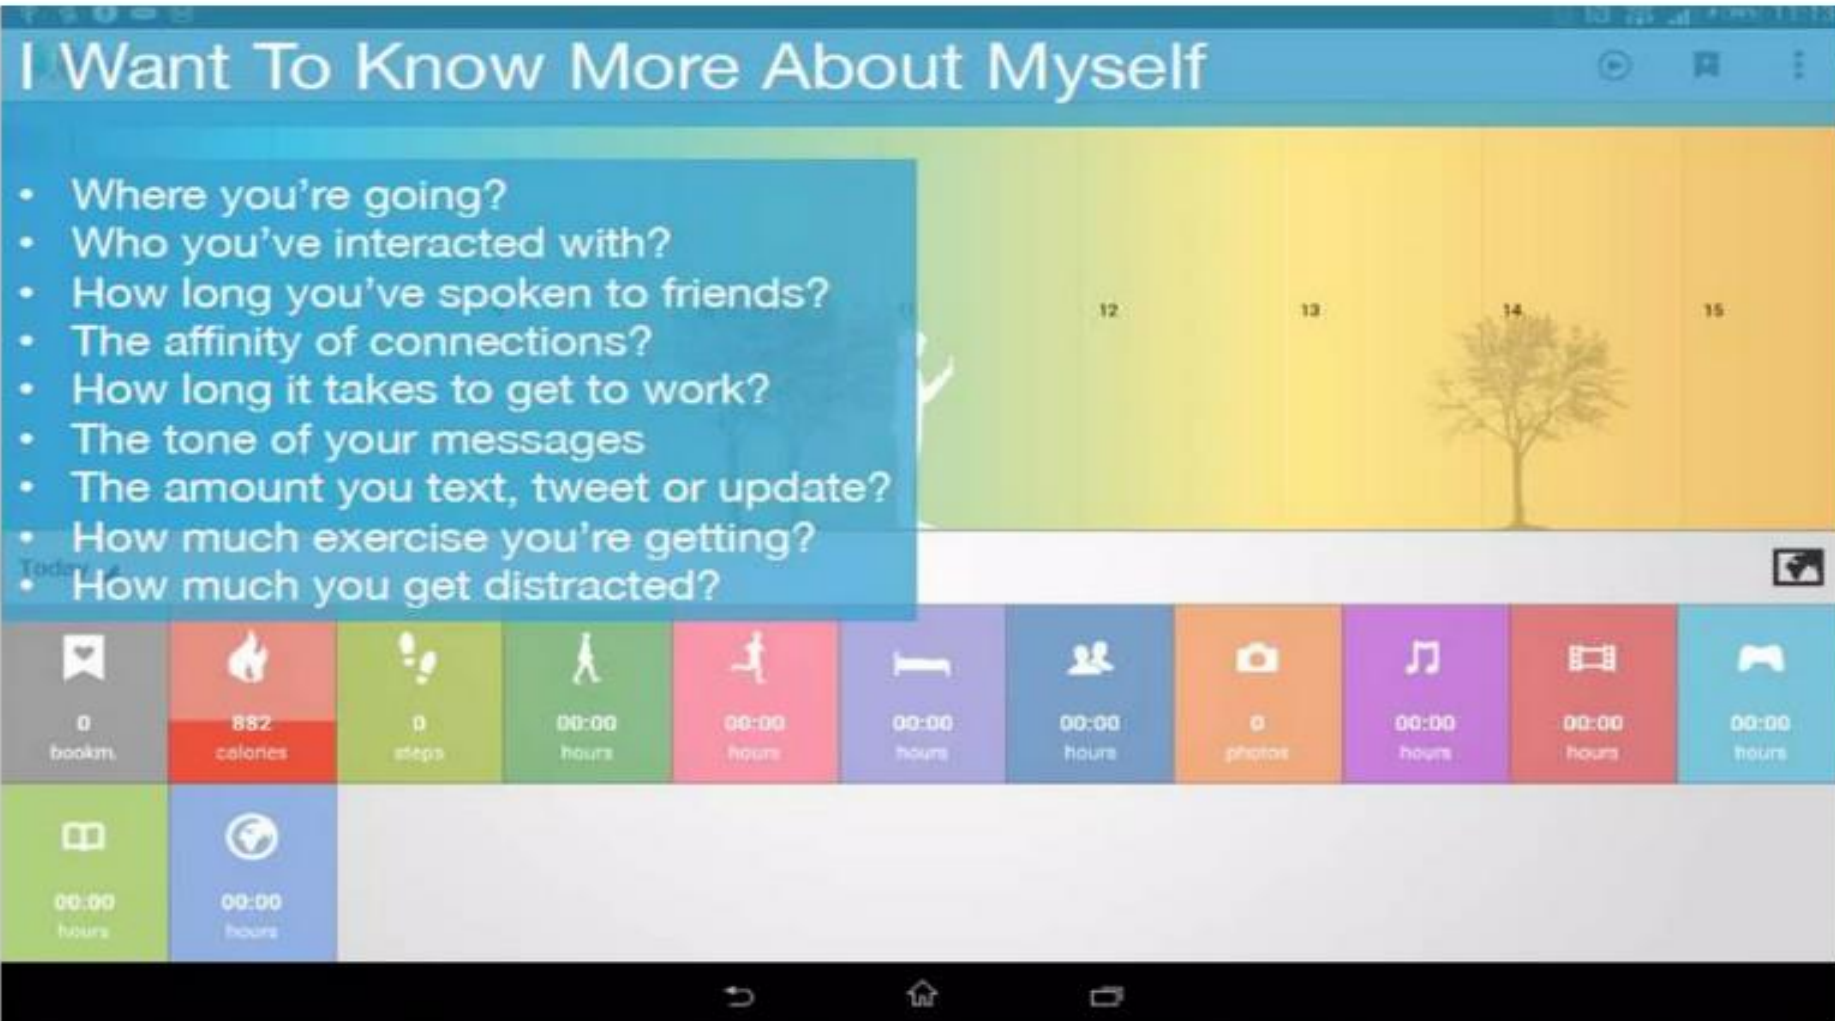 11:13
I Want To Know More About Myself
• Where you're going?
• Who you've interacted with?
• How long you've spoken to friends?
• The affinity of connections?
• How long it takes to get to work?
• The tone of your messages
• The amount you text, tweet or update?
• How much exercise you're getting?
• How much you get distracted?
11 12 13 14 15
Today
0 882 0 00:00 00:00 00:00 00:00 0 00:00 00:00 00:00
bookm. calories steps hours hours hours hours photos hours hours hours
00:00 00:00
hours hours